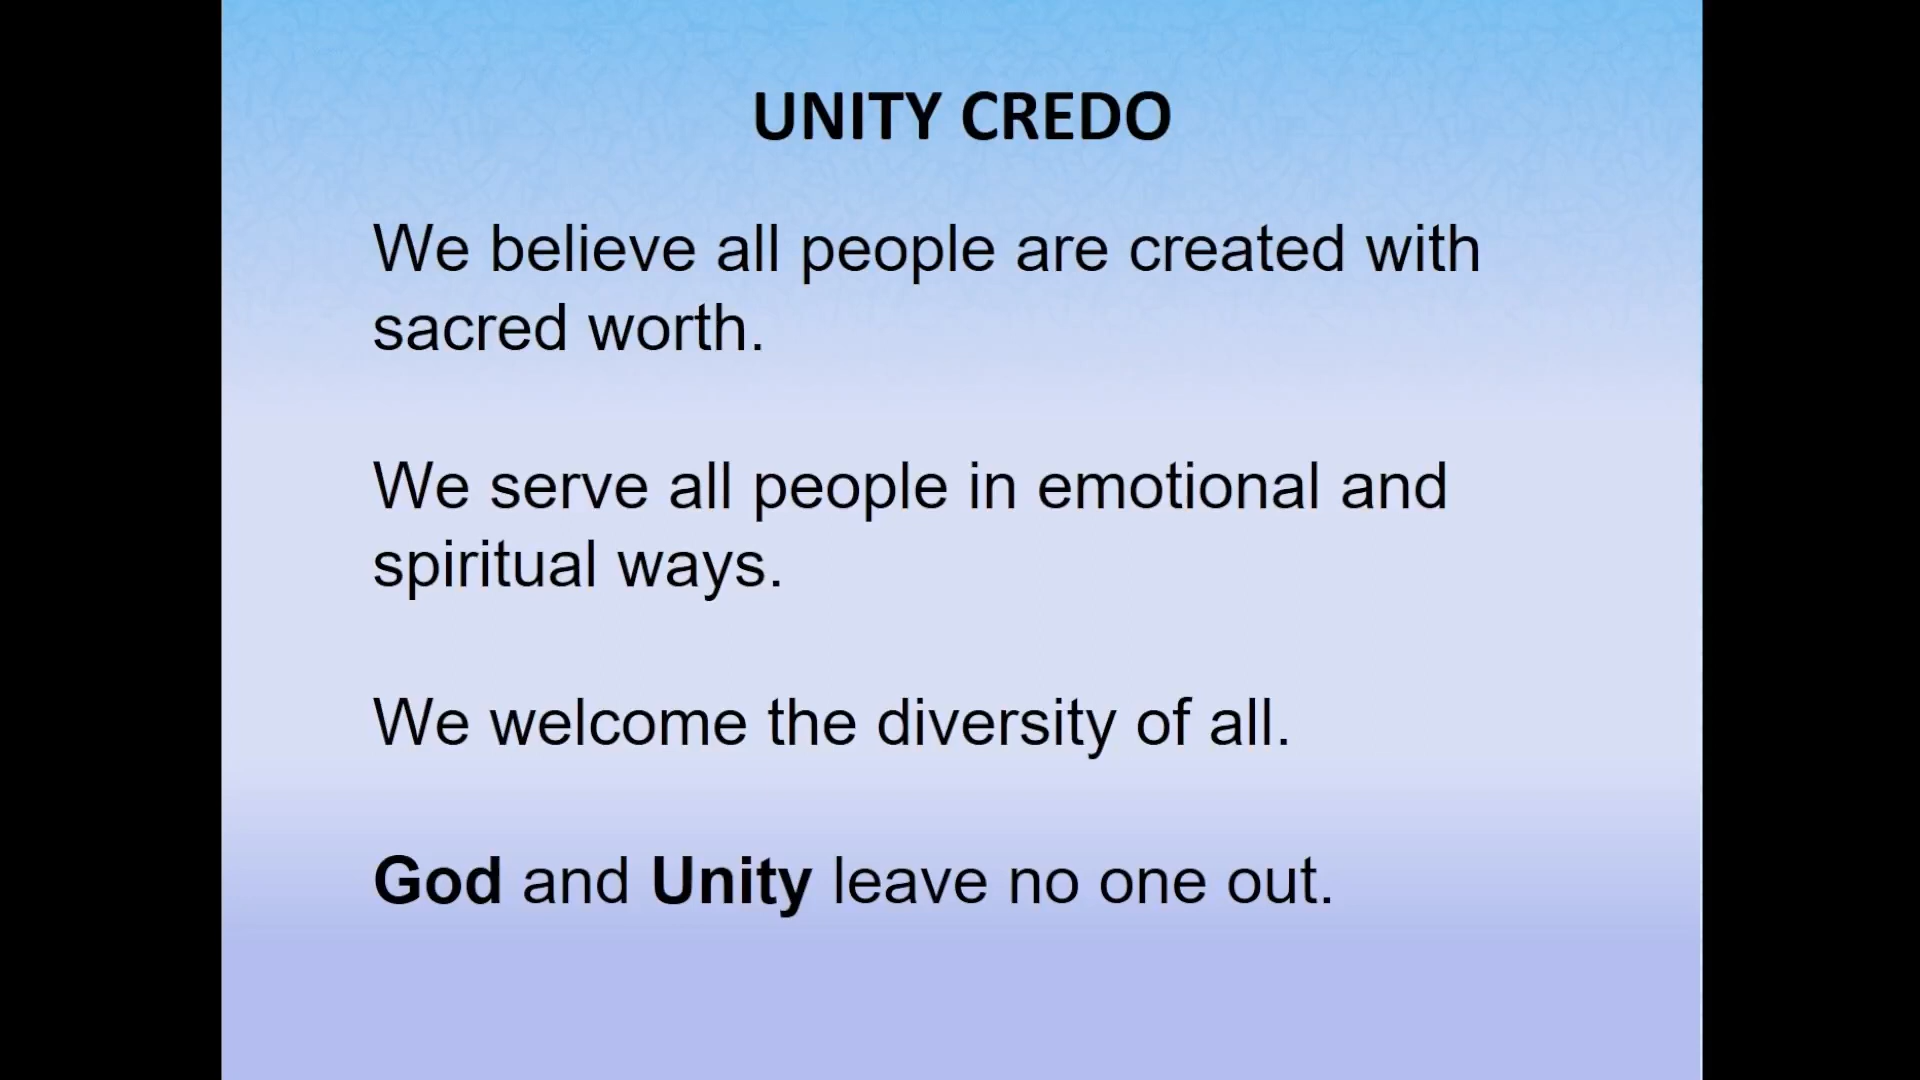 UNITY CREDO
We believe all people are created with
sacred worth.
We serve all people in emotional and
spiritual ways.
We welcome the diversity of all.
God and Unity leave no one out.